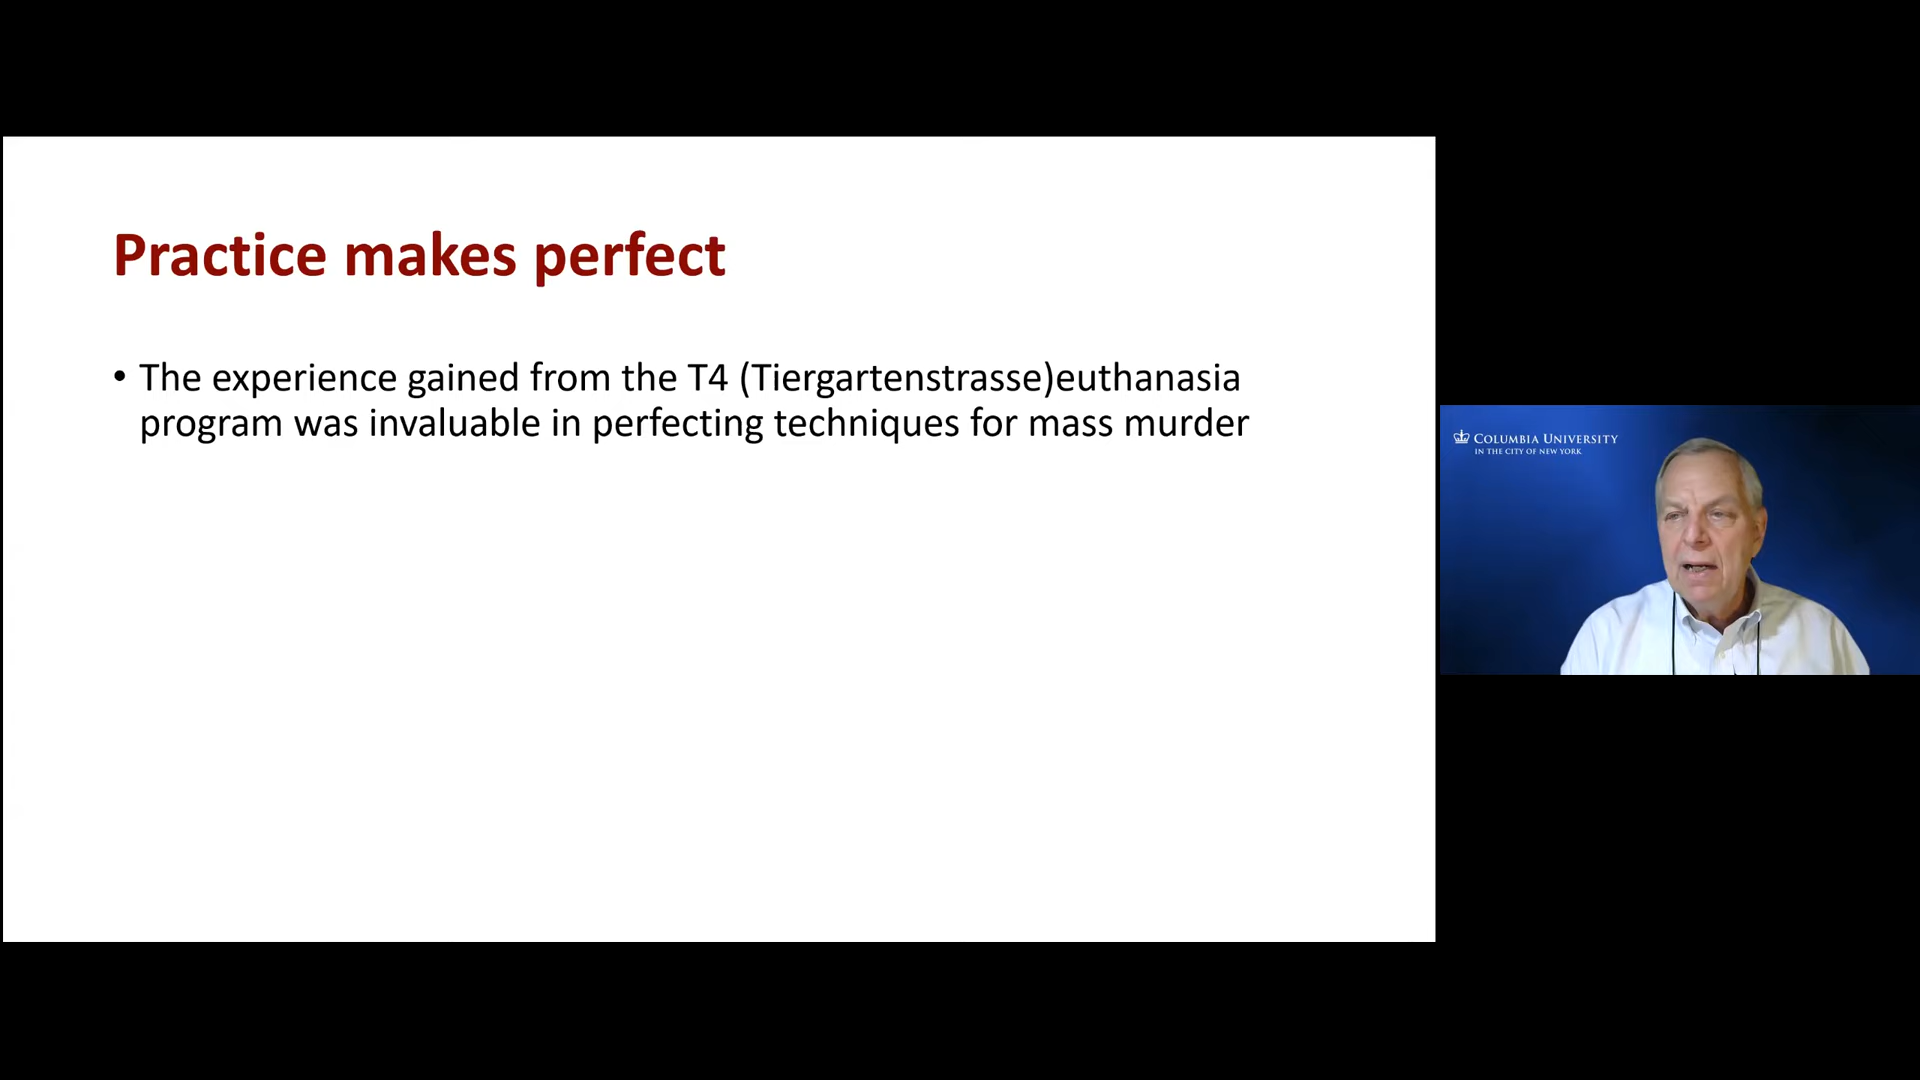 Practice makes perfect
• The experience gained from the T4 (Tiergartenstrasse)euthanasia
program was invaluable in perfecting techniques for mass murder
COLUMBIA UNIVERSITY
IN THE CITY OF NEW YORK